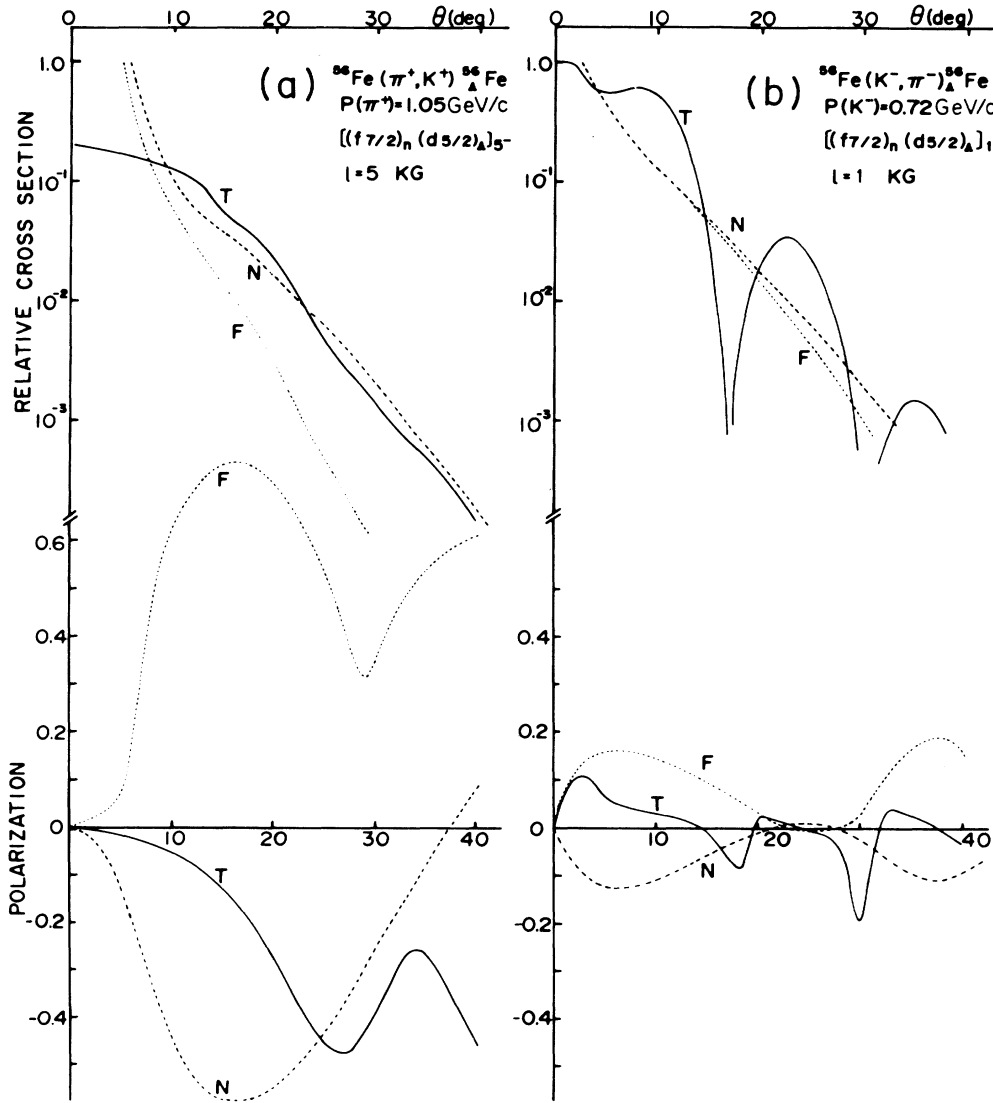 0 10 20 30 θ(deg)
0 10 20 30 θ(deg)
1.0
10⁻¹
10⁻²
10⁻³
RELATIVE CROSS SECTION
(a) ⁵⁶Fe(π⁺,K⁺) ⁵⁶ΛFe
P(π⁺)=1.05GeV/c
[(f7/2)n (d5/2)Λ]5-
l=5 KG
T
N
F
1.0
10⁻¹
10⁻²
10⁻³
(b) ⁵⁶Fe(K⁻,π⁻)⁵⁶ΛFe
P(K⁻)=0.72GeV/c
[(f7/2)n (d5/2)Λ]1
l=1 KG
T
N
F
0.6
0.4
0.2
0
-0.2
-0.4
POLARIZATION
F
T
N
10 20 30 40
0.4
0.2
0
-0.2
-0.4
F
T
N
10 20 30 40